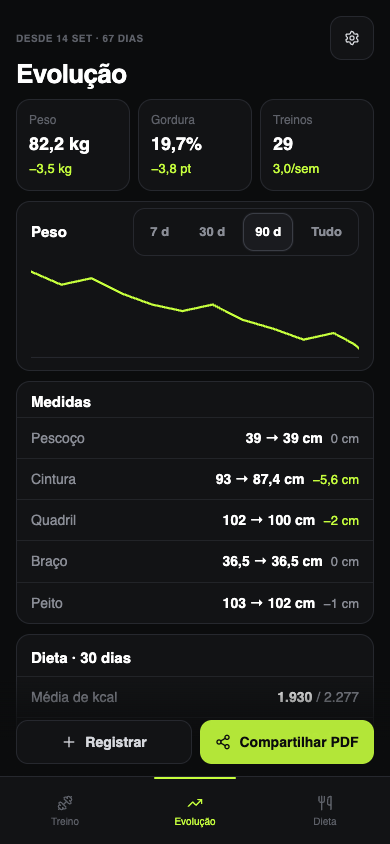 DESDE 14 SET · 67 DIAS
Evolução
Peso
82,2 kg
−3,5 kg
Gordura
19,7%
−3,8 pt
Treinos
29
3,0/sem
Peso
7 d 30 d 90 d Tudo
Medidas
Pescoço 39 → 39 cm 0 cm
Cintura 93 → 87,4 cm −5,6 cm
Quadril 102 → 100 cm −2 cm
Braço 36,5 → 36,5 cm 0 cm
Peito 103 → 102 cm −1 cm
Dieta · 30 dias
Média de kcal 1.930 / 2.277
Registrar
Compartilhar PDF
Treino
Evolução
Dieta